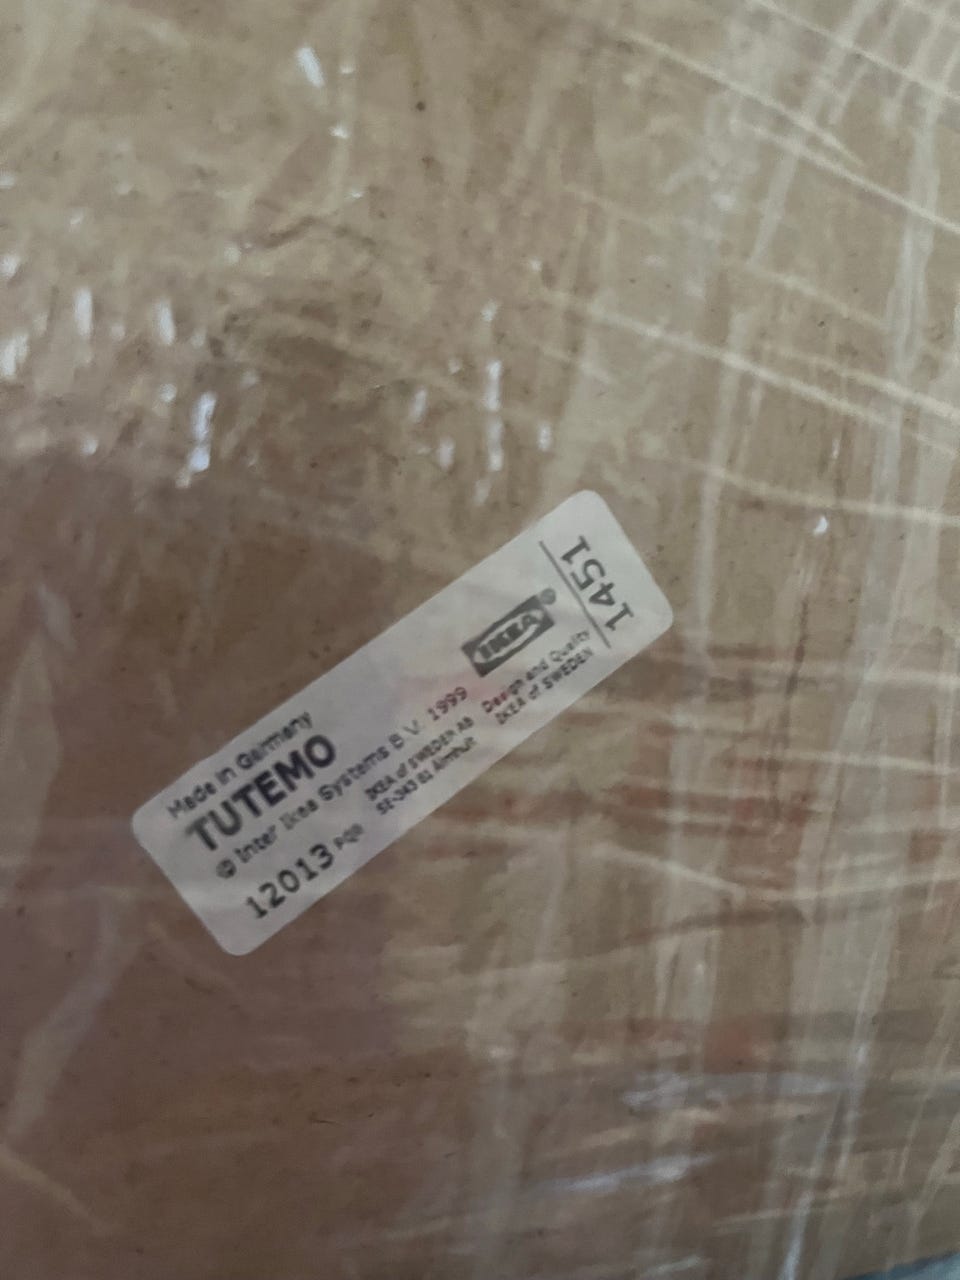 Made in Germany
TUTEMO
© Inter Ikea Systems B.V. 1999
12013 PQB
IKEA of SWEDEN AB
SE-343 81 Älmhult
IKEA®
Design and Quality
IKEA of SWEDEN
1451